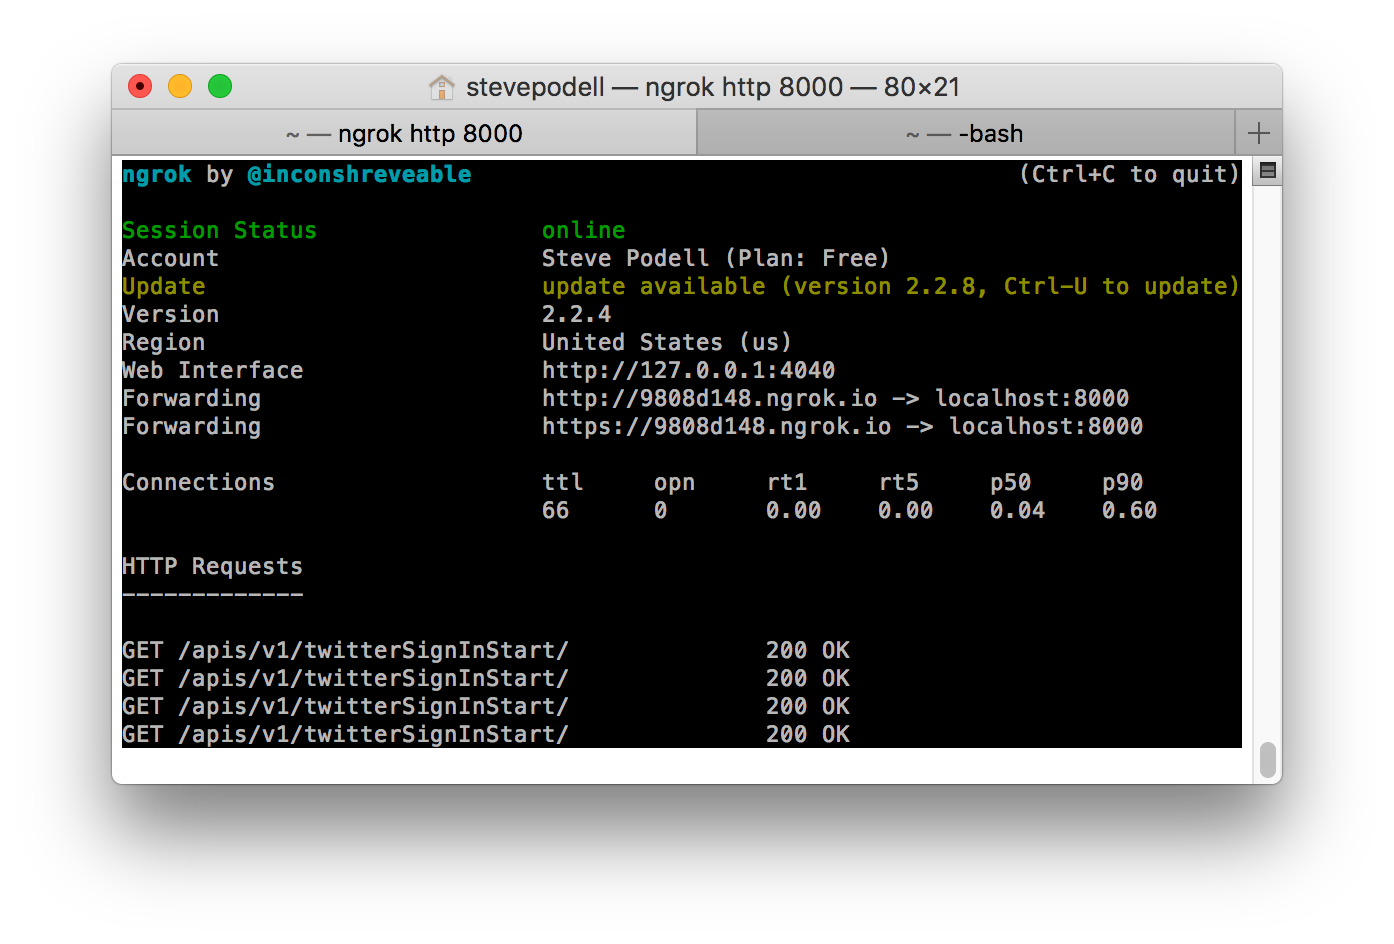 stevepodell — ngrok http 8000 — 80×21
~ — ngrok http 8000 ~ — -bash
ngrok by @inconshreveable (Ctrl+C to quit)
Session Status online
Account Steve Podell (Plan: Free)
Update update available (version 2.2.8, Ctrl-U to update)
Version 2.2.4
Region United States (us)
Web Interface http://127.0.0.1:4040
Forwarding http://9808d148.ngrok.io -> localhost:8000
Forwarding https://9808d148.ngrok.io -> localhost:8000
Connections ttl opn rt1 rt5 p50 p90
66 0 0.00 0.00 0.04 0.60
HTTP Requests
-------------
GET /apis/v1/twitterSignInStart/ 200 OK
GET /apis/v1/twitterSignInStart/ 200 OK
GET /apis/v1/twitterSignInStart/ 200 OK
GET /apis/v1/twitterSignInStart/ 200 OK